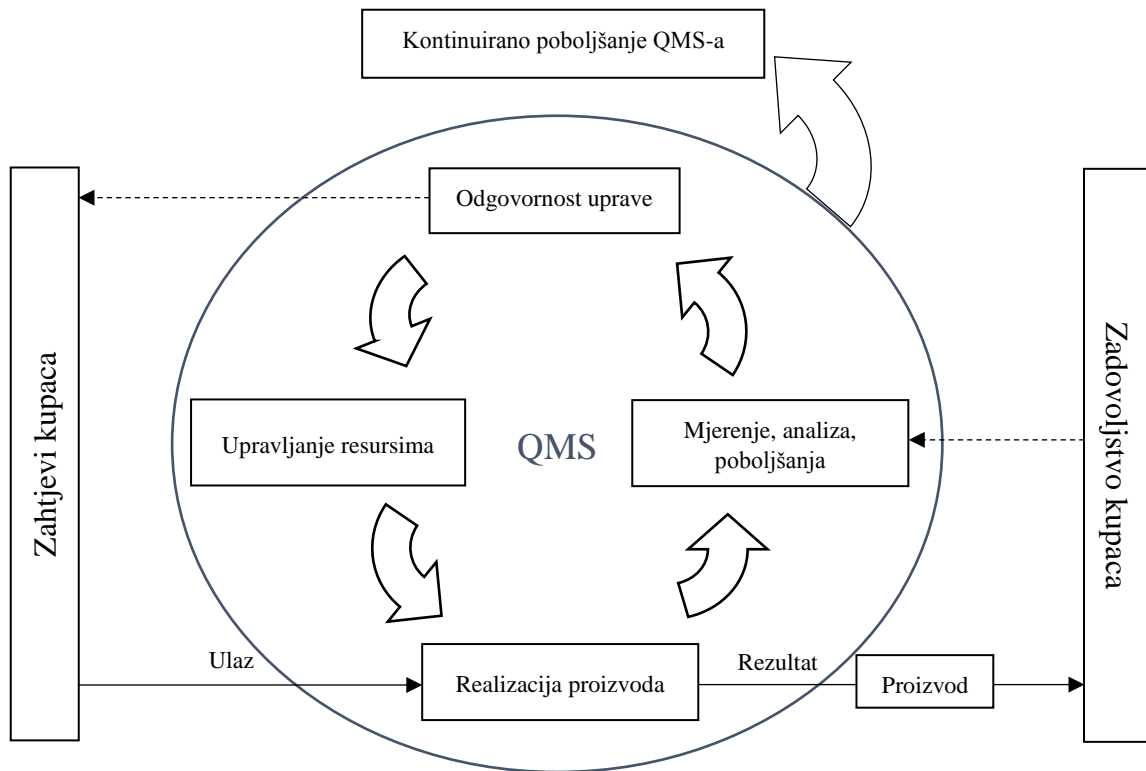 Kontinuirano poboljšanje QMS-a
Odgovornost uprave
Zahtjevi kupaca
Upravljanje resursima
QMS
Mjerenje, analiza,
poboljšanja
Zadovoljstvo kupaca
Ulaz
Realizacija proizvoda
Rezultat
Proizvod